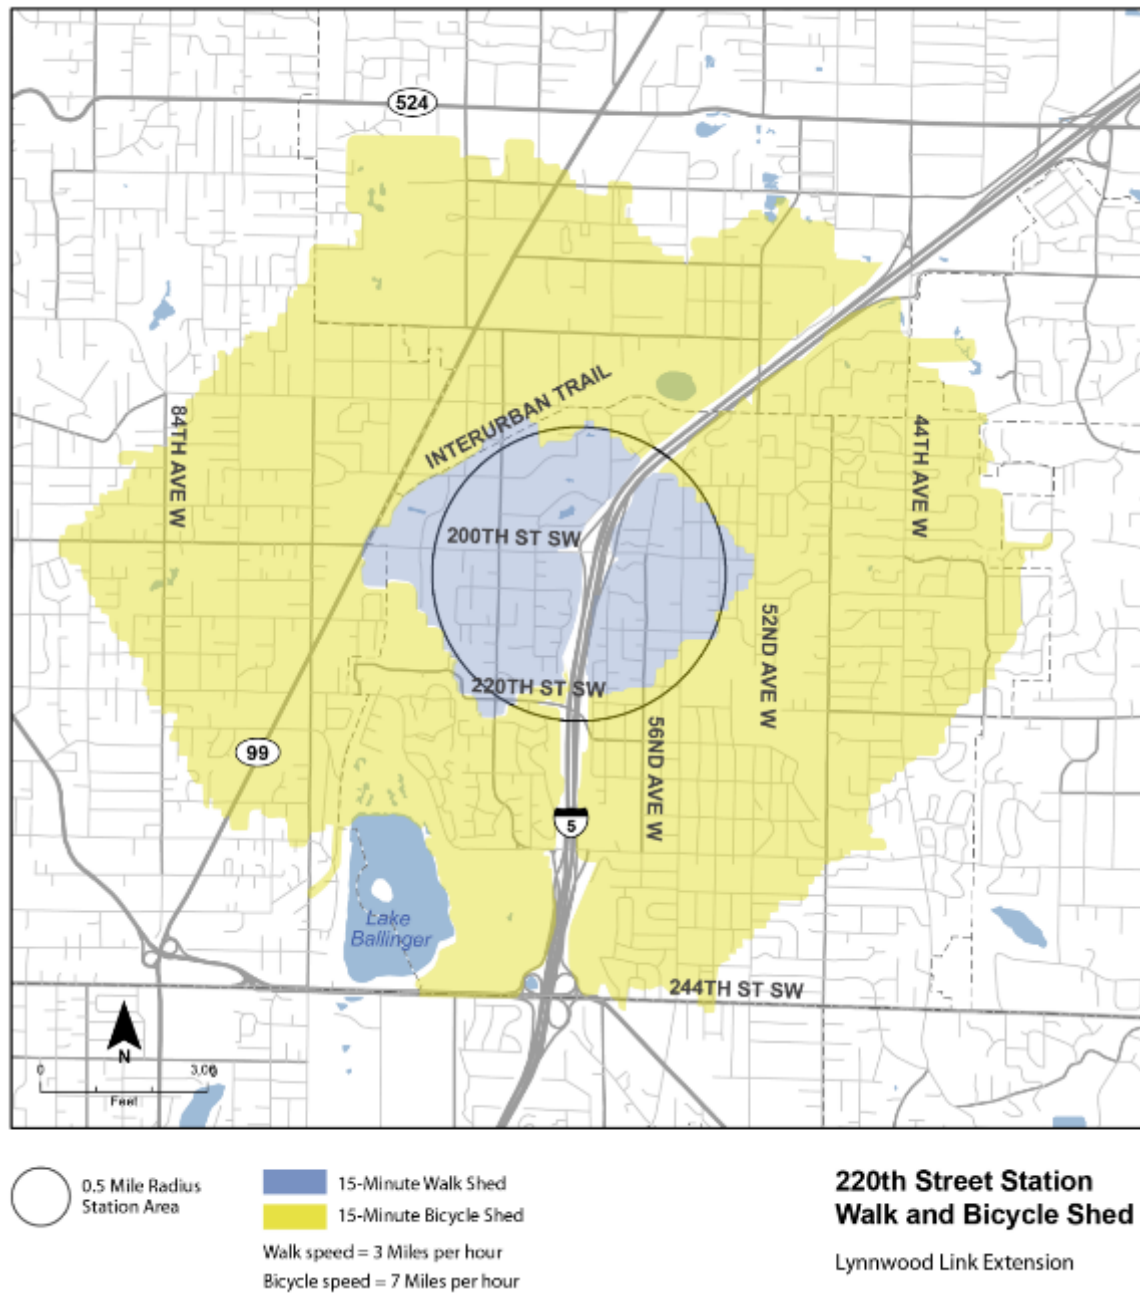 524
INTERURBAN TRAIL
84TH AVE W
44TH AVE W
200TH ST SW
52ND AVE W
220TH ST SW
56ND AVE W
99
5
Lake
Ballinger
244TH ST SW
N
0
Feet
0.5 Mile Radius
Station Area
15-Minute Walk Shed
15-Minute Bicycle Shed
Walk speed = 3 Miles per hour
Bicycle speed = 7 Miles per hour
220th Street Station
Walk and Bicycle Shed
Lynnwood Link Extension